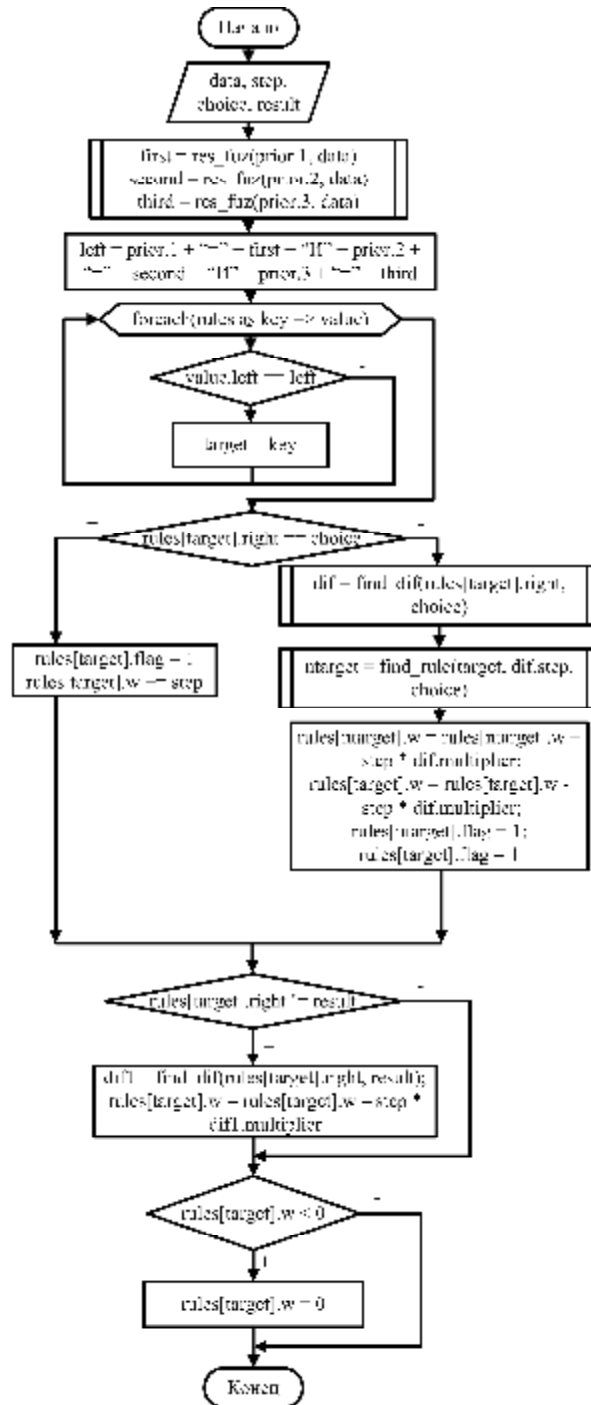 Начало
data, step,
choice, result
first = res_fuz(prior.1, data)
second = res_fuz(prior.2, data)
third = res_fuz(prior.3, data)
left = prior.1 + "=" + first + "И" + prior.2 +
"=" + second + "И" + prior.3 + "=" + third
foreach(rules as key => value)
value.left == left
target = key
rules[target].right == choice
dif = find_dif(rules[target].right,
choice)
rules[target].flag = 1
rules[target].w += step
ntarget = find_rule(target, dif.step,
choice)
rules[ntarget].w = rules[ntarget].w +
step * dif.multiplier;
rules[target].w = rules[target].w -
step * dif.multiplier;
rules[ntarget].flag = 1;
rules[target].flag = 1
rules[target].right != result
dif1 = find_dif(rules[target].right, result);
rules[target].w = rules[target].w - step *
dif1.multiplier
rules[target].w < 0
rules[target].w = 0
Конец